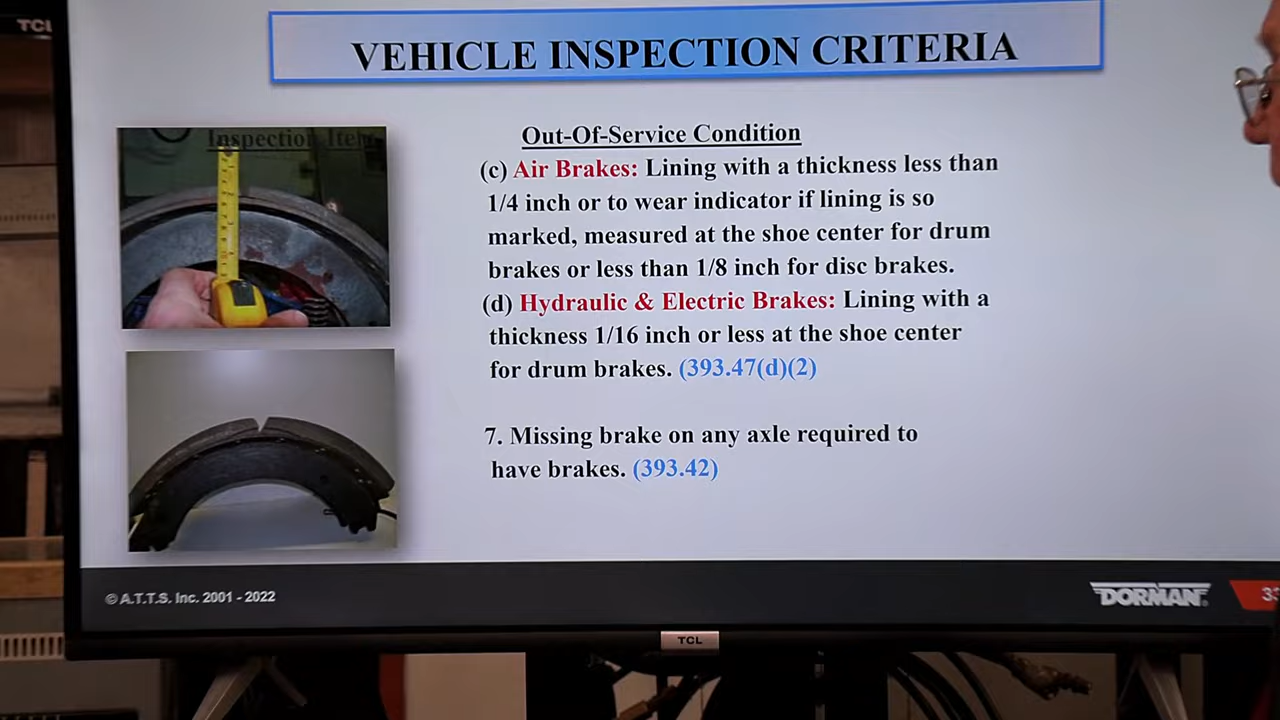 TCL
VEHICLE INSPECTION CRITERIA
Inspection Item
Out-Of-Service Condition
(c) Air Brakes: Lining with a thickness less than
1/4 inch or to wear indicator if lining is so
marked, measured at the shoe center for drum
brakes or less than 1/8 inch for disc brakes.
(d) Hydraulic & Electric Brakes: Lining with a
thickness 1/16 inch or less at the shoe center
for drum brakes. (393.47(d)(2)
7. Missing brake on any axle required to
have brakes. (393.42)
© A.T.T.S. Inc. 2001 - 2022
DORMAN
TCL